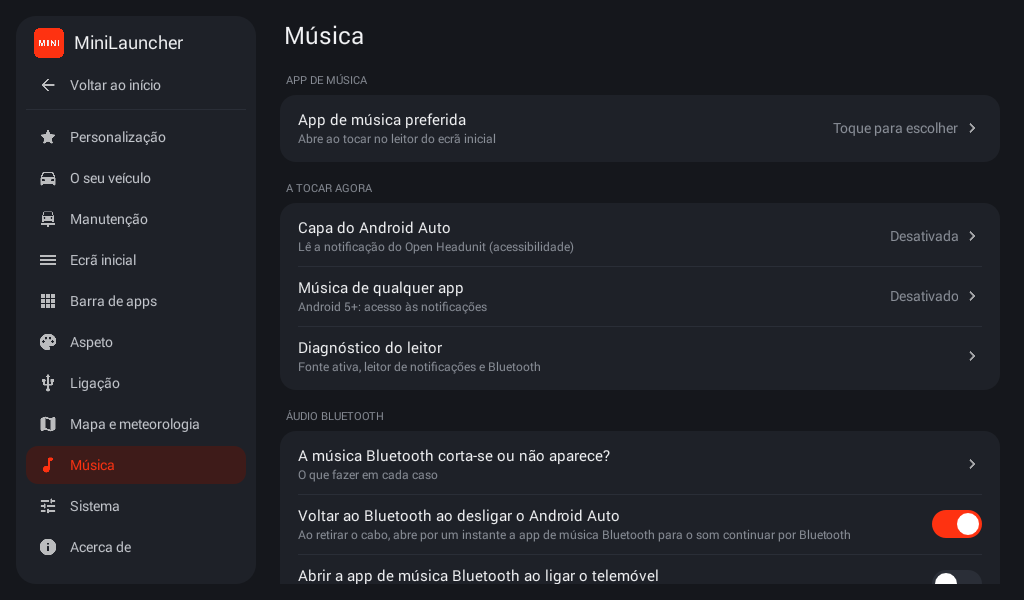 MINI
MiniLauncher
Voltar ao início
Personalização
O seu veículo
Manutenção
Ecrã inicial
Barra de apps
Aspeto
Ligação
Mapa e meteorologia
Música
Sistema
Acerca de
Música
APP DE MÚSICA
App de música preferida
Abre ao tocar no leitor do ecrã inicial
Toque para escolher
A TOCAR AGORA
Capa do Android Auto
Lê a notificação do Open Headunit (acessibilidade)
Desativada
Música de qualquer app
Android 5+: acesso às notificações
Desativado
Diagnóstico do leitor
Fonte ativa, leitor de notificações e Bluetooth
ÁUDIO BLUETOOTH
A música Bluetooth corta-se ou não aparece?
O que fazer em cada caso
Voltar ao Bluetooth ao desligar o Android Auto
Ao retirar o cabo, abre por um instante a app de música Bluetooth para o som continuar por Bluetooth
Abrir a app de música Bluetooth ao ligar o telemóvel